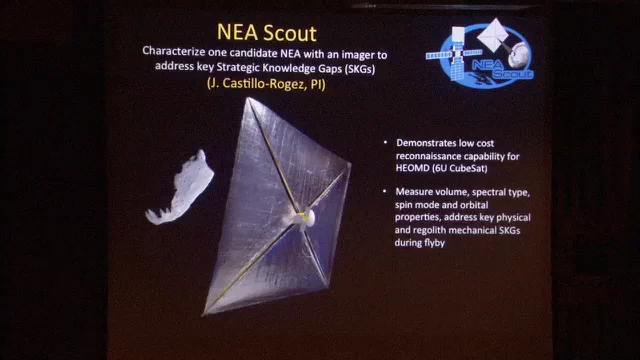 NEA Scout
Characterize one candidate NEA with an imager to
address key Strategic Knowledge Gaps (SKGs)
(J. Castillo-Rogez, PI)
NEA
Scout
• Demonstrates low cost
reconnaissance capability for
HEOMD (6U CubeSat)
• Measure volume, spectral type,
spin mode and orbital
properties, address key physical
and regolith mechanical SKGs
during flyby